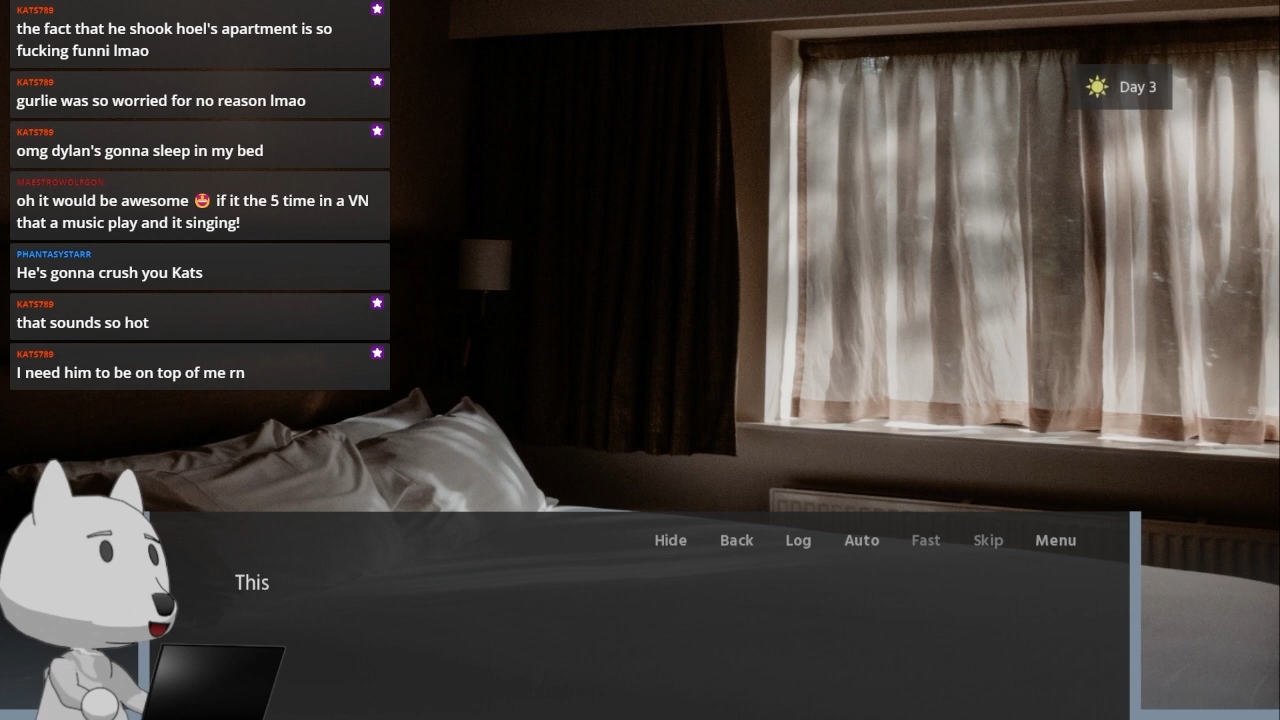 KATS789
the fact that he shook hoel's apartment is so
fucking funni lmao
KATS789
gurlie was so worried for no reason lmao
KATS789
omg dylan's gonna sleep in my bed
MAESTROWOLFGON
oh it would be awesome 🤩 if it the 5 time in a VN
that a music play and it singing!
PHANTASYSTARR
He's gonna crush you Kats
KATS789
that sounds so hot
KATS789
I need him to be on top of me rn
Day 3
Hide Back Log Auto Fast Skip Menu
This